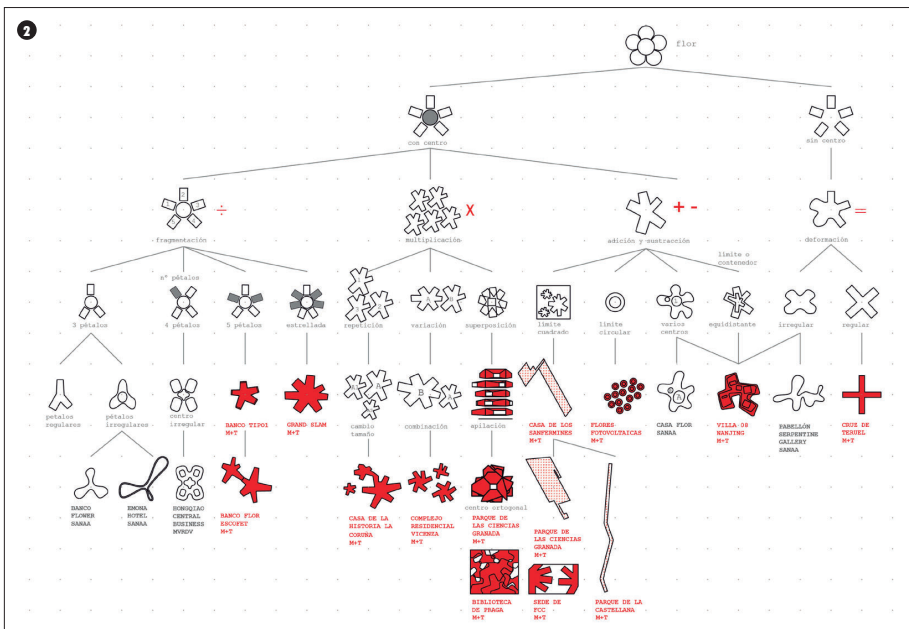 2
flor
con centro
sin centro
÷
X
+ -
=
fragmentación
multiplicación
adición y sustracción
deformación
límite o
contenedor
nº pétalos
3 pétalos
4 pétalos
5 pétalos
estrellada
repetición
variación
superposición
límite
cuadrado
límite
circular
varios
centros
equidistante
irregular
regular
petalos
regulares
pétalos
irregulares
centro
irregular
BANCO TIPO1
M+T
GRAND SLAM
M+T
cambio
tamaño
combinación
apilación
CASA DE LOS
SANFERMINES
M+T
FLORES
FOTOVOLTAICAS
M+T
CASA FLOR
SANAA
VILLA-08
NANJING
M+T
PABELLÓN
SERPENTINE
GALLERY
SANAA
CRUZ DE
TERUEL
M+T
BANCO
FLOWER
SANAA
EMONA
HOTEL
SANAA
HONGQIAO
CENTRAL
BUSINESS
MVRDV
BANCO FLOR
ESCOFET
M+T
CASA DE LA
HISTORIA LA
CORUÑA
M+T
COMPLEJO
RESIDENCIAL
VICENZA
M+T
centro ortogonal
PARQUE DE
LAS CIENCIAS
GRANADA
M+T
PARQUE DE
LAS CIENCIAS
GRANADA
M+T
BIBLIOTECA
DE PRAGA
M+T
SEDE DE
FCC
M+T
PARQUE DE LA
CASTELLANA
M+T